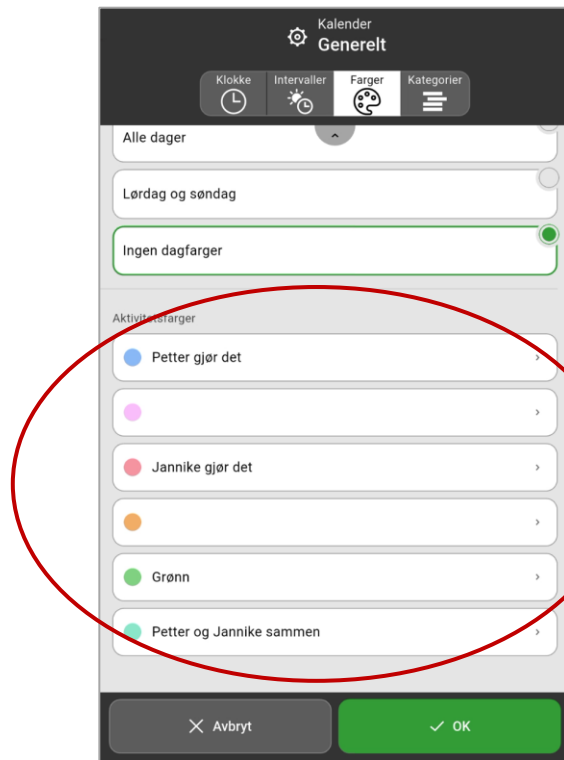 Kalender
Generelt
Klokke Intervaller Farger Kategorier
Alle dager
Lørdag og søndag
Ingen dagfarger
Aktivitetsfarger
Petter gjør det
Jannike gjør det
Grønn
Petter og Jannike sammen
Avbryt OK